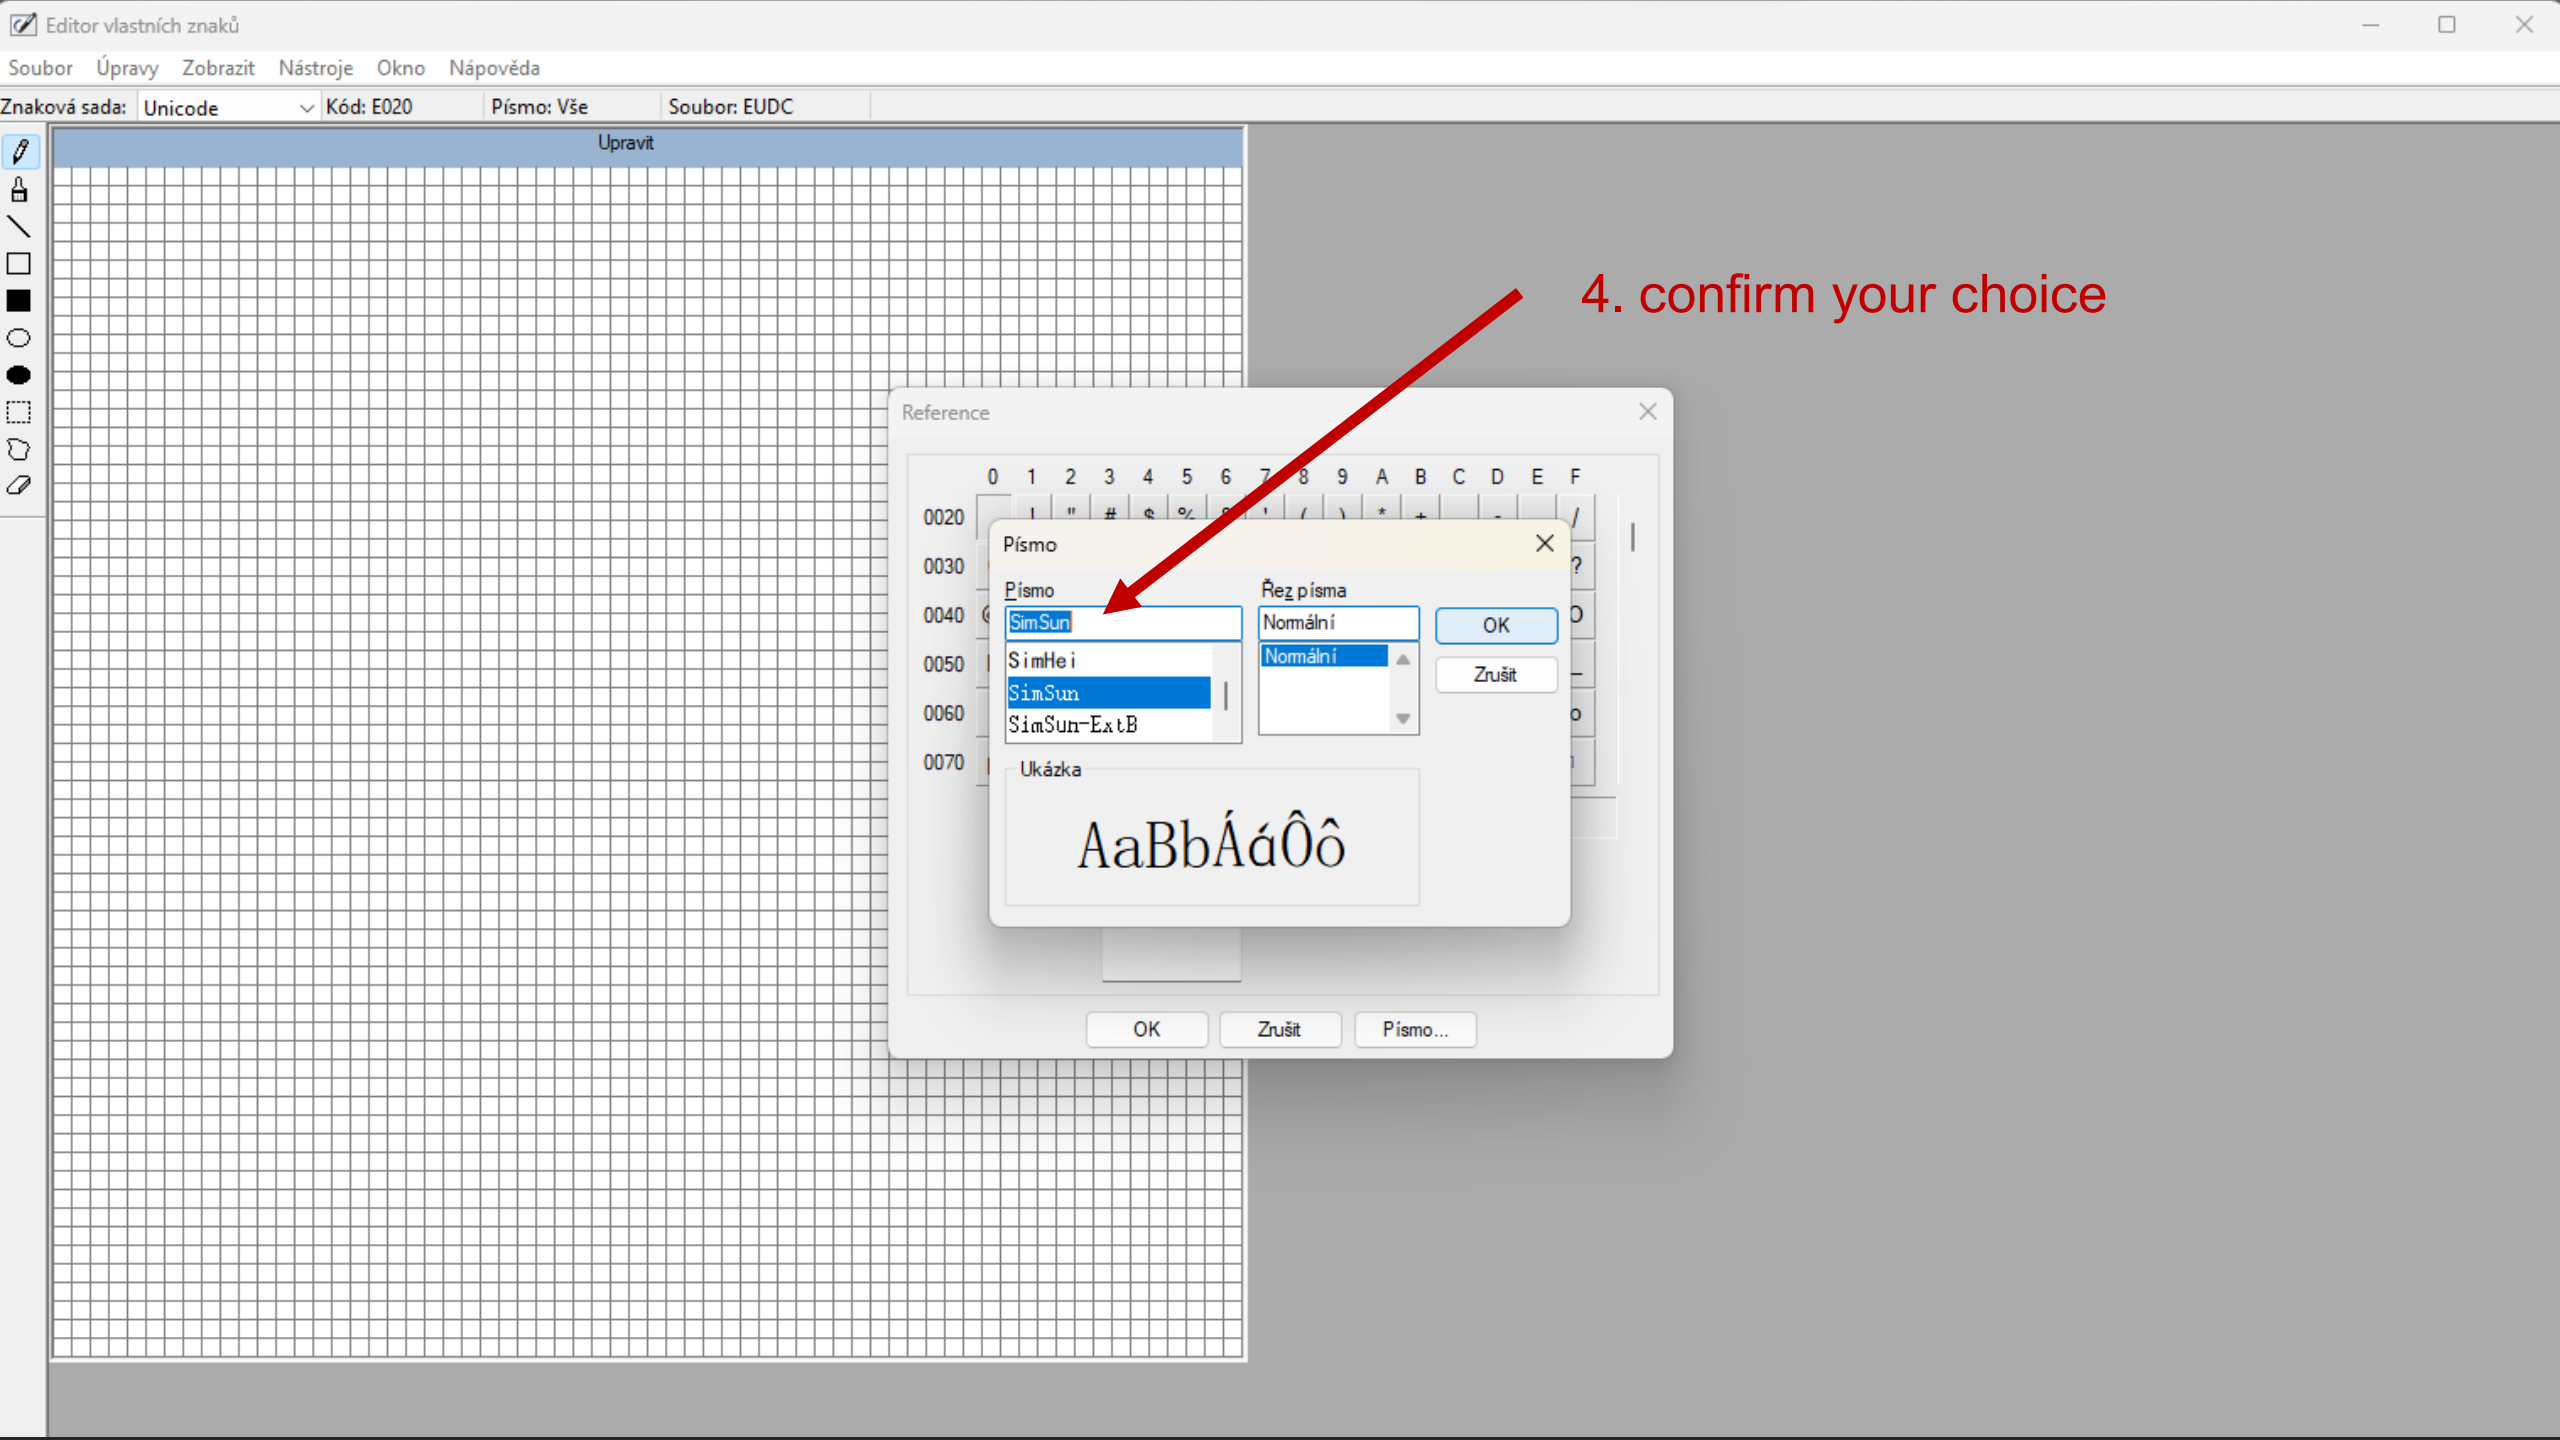 Editor vlastních znaků
Soubor Úpravy Zobrazit Nástroje Okno Nápověda
Znaková sada: Unicode Kód: E020 Písmo: Vše Soubor: EUDC
Upravit
4. confirm your choice
Reference
0 1 2 3 4 5 6 7 8 9 A B C D E F
0020 ! " # $ % ' ( ) * + - /
0030 ?
0040
0050
0060 o
0070
Písmo
Písmo
SimSun
SimHei
SimSun
SimSun-ExtB
Řez písma
Normální
Normální
OK
Zrušit
Ukázka
AaBbÁáÔô
OK Zrušit Písmo...